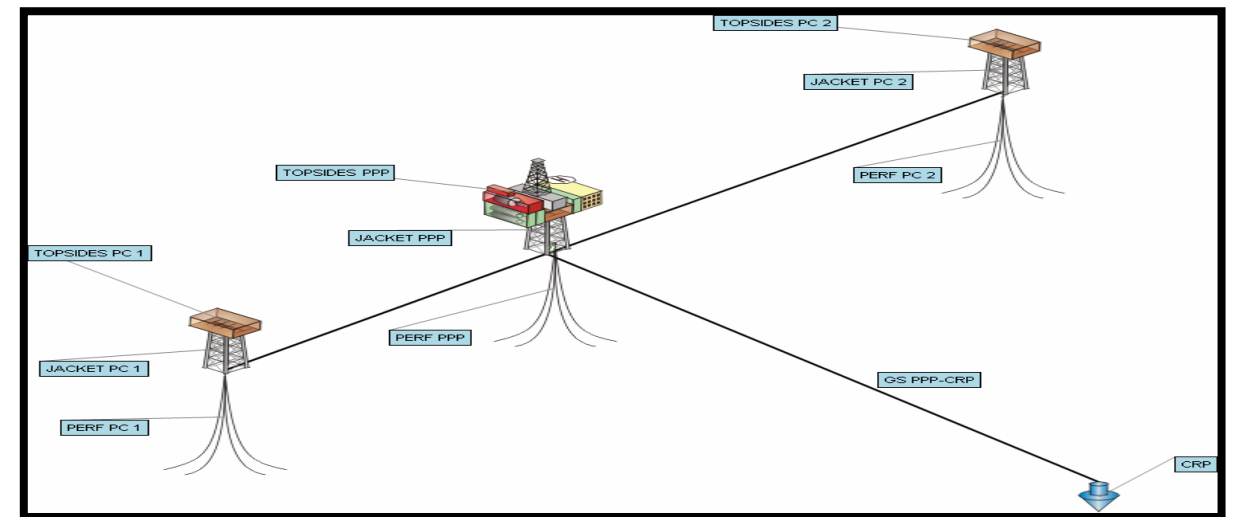 TOPSIDES PC 2
JACKET PC 2
TOPSIDES PPP
PERF PC 2
JACKET PPP
TOPSIDES PC 1
PERF PPP
JACKET PC 1
GS PPP-CRP
PERF PC 1
CRP